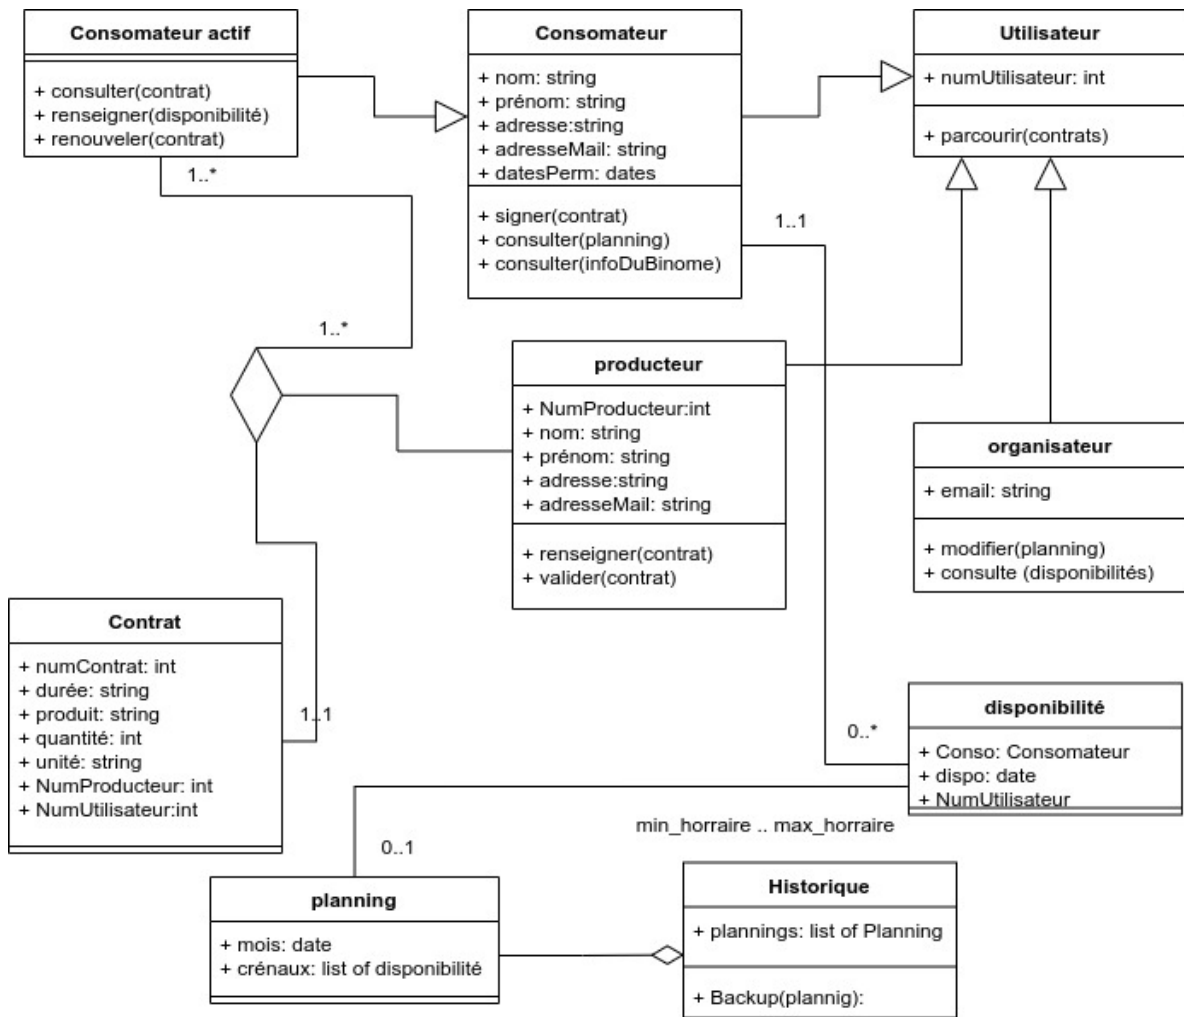 Consomateur actif
+ consulter(contrat)
+ renseigner(disponibilité)
+ renouveler(contrat)
1..*
Consomateur
+ nom: string
+ prénom: string
+ adresse:string
+ adresseMail: string
+ datesPerm: dates
+ signer(contrat)
+ consulter(planning)
+ consulter(infoDuBinome)
Utilisateur
+ numUtilisateur: int
+ parcourir(contrats)
1..1
1..*
producteur
+ NumProducteur:int
+ nom: string
+ prénom: string
+ adresse:string
+ adresseMail: string
+ renseigner(contrat)
+ valider(contrat)
organisateur
+ email: string
+ modifier(planning)
+ consulte (disponibilités)
Contrat
+ numContrat: int
+ durée: string
+ produit: string
+ quantité: int
+ unité: string
+ NumProducteur: int
+ NumUtilisateur:int
1..1
disponibilité
+ Conso: Consomateur
+ dispo: date
+ NumUtilisateur
0..*
min_horraire .. max_horraire
0..1
planning
+ mois: date
+ crénaux: list of disponibilité
Historique
+ plannings: list of Planning
+ Backup(plannig):